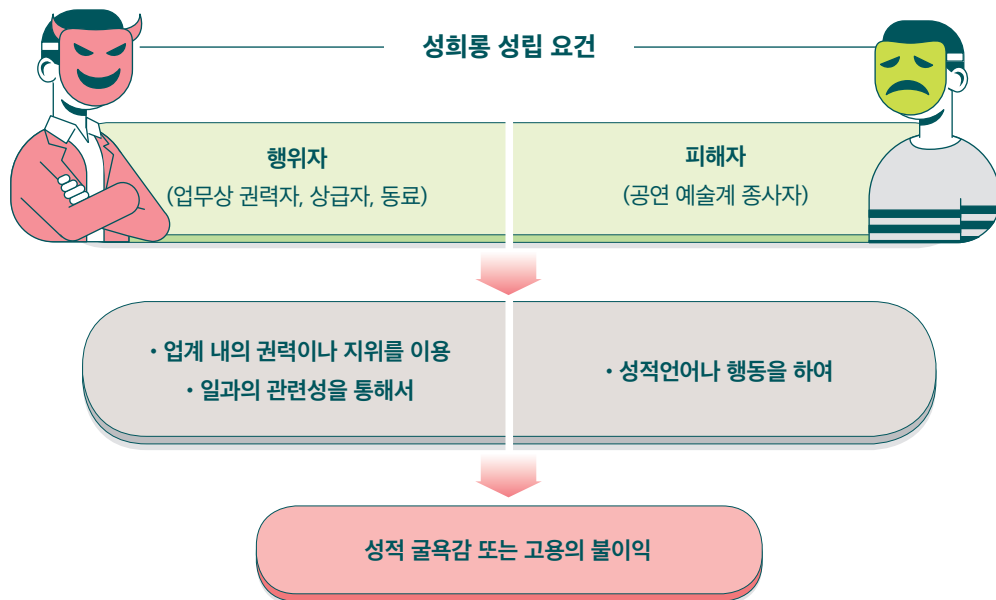 성희롱 성립 요건
행위자
(업무상 권력자, 상급자, 동료)
피해자
(공연 예술계 종사자)
• 업계 내의 권력이나 지위를 이용
• 일과의 관련성을 통해서
• 성적언어나 행동을 하여
성적 굴욕감 또는 고용의 불이익